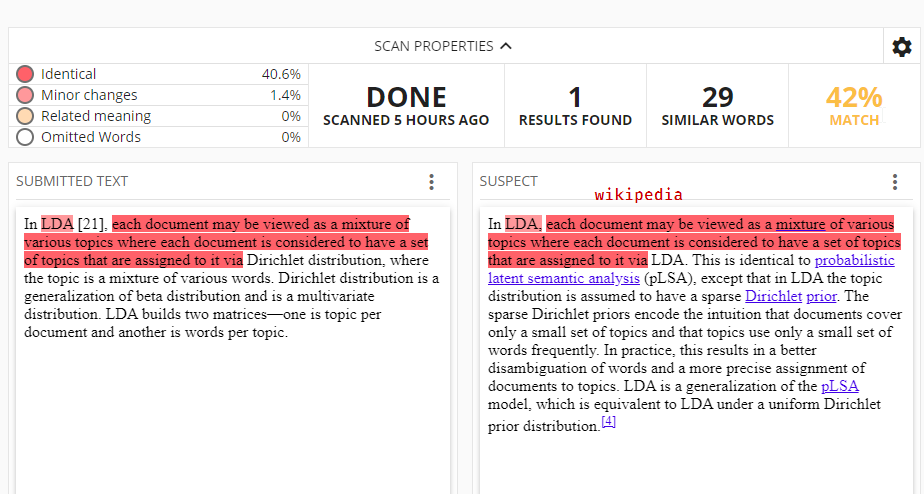 SCAN PROPERTIES
Identical 40.6%
Minor changes 1.4%
Related meaning 0%
Omitted Words 0%
DONE
SCANNED 5 HOURS AGO
1
RESULTS FOUND
29
SIMILAR WORDS
42%
MATCH
SUBMITTED TEXT
In LDA [21], each document may be viewed as a mixture of
various topics where each document is considered to have a set
of topics that are assigned to it via Dirichlet distribution, where
the topic is a mixture of various words. Dirichlet distribution is a
generalization of beta distribution and is a multivariate
distribution. LDA builds two matrices—one is topic per
document and another is words per topic.
SUSPECT
wikipedia
In LDA, each document may be viewed as a mixture of various
topics where each document is considered to have a set of topics
that are assigned to it via LDA. This is identical to probabilistic
latent semantic analysis (pLSA), except that in LDA the topic
distribution is assumed to have a sparse Dirichlet prior. The
sparse Dirichlet priors encode the intuition that documents cover
only a small set of topics and that topics use only a small set of
words frequently. In practice, this results in a better
disambiguation of words and a more precise assignment of
documents to topics. LDA is a generalization of the pLSA
model, which is equivalent to LDA under a uniform Dirichlet
prior distribution.[4]